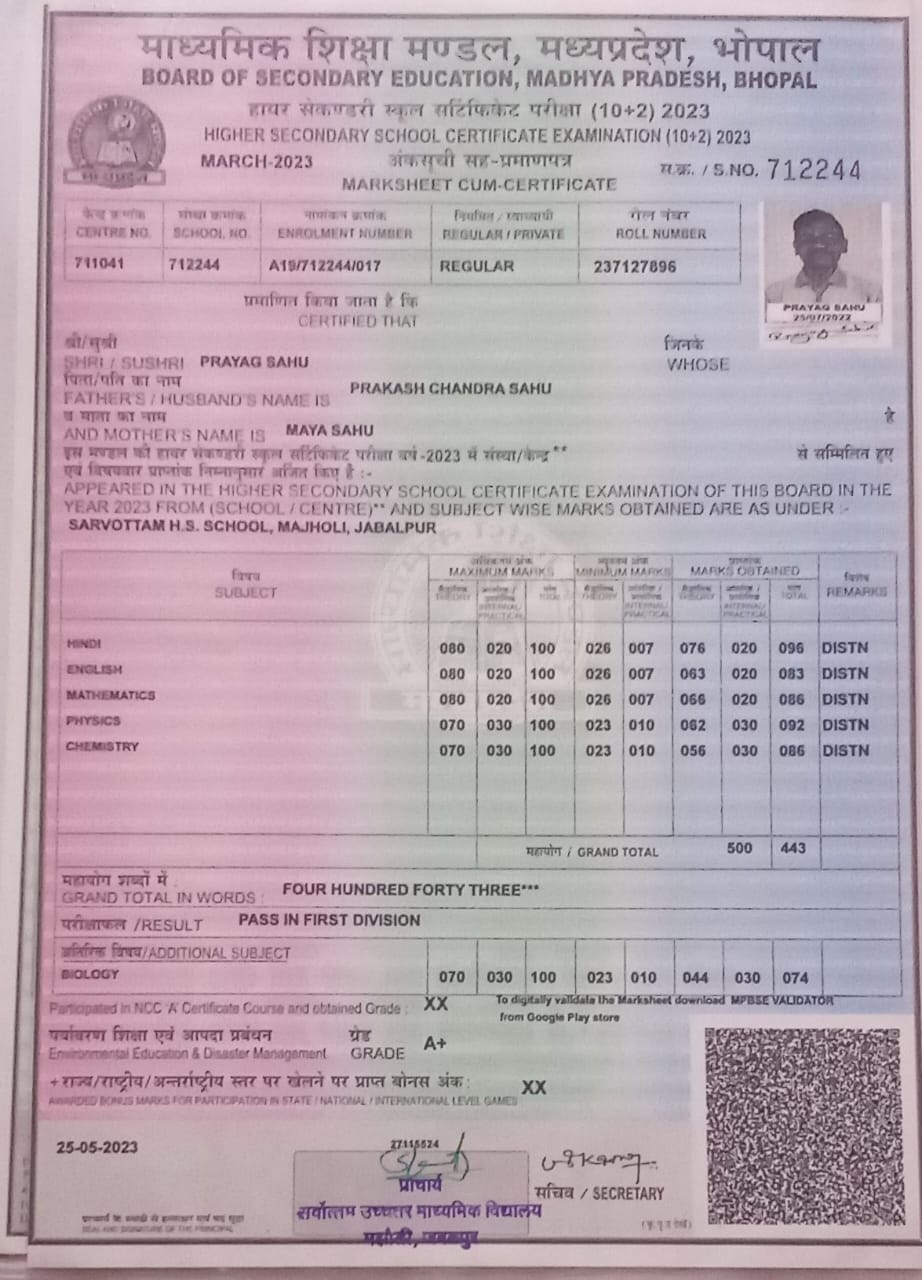 माध्यमिक शिक्षा मण्डल, मध्यप्रदेश, भोपाल
BOARD OF SECONDARY EDUCATION, MADHYA PRADESH, BHOPAL
हायर सेकण्डरी स्कूल सर्टिफिकेट परीक्षा (10+2) 2023
HIGHER SECONDARY SCHOOL CERTIFICATE EXAMINATION (10+2) 2023
MARCH-2023 अंकसूची सह-प्रमाणपत्र स.क्र. / S.NO. 712244
MARKSHEET CUM-CERTIFICATE
मध्यप्रदेश
केन्द्र क्रमांक संस्था क्रमांक नामांकन क्रमांक नियमित / स्वाध्यायी रोल नंबर
CENTRE NO. SCHOOL NO. ENROLMENT NUMBER REGULAR / PRIVATE ROLL NUMBER
711041 712244 A19/712244/017 REGULAR 237127896
PRAYAG SAHU
25/07/2022
प्रमाणित किया जाता है कि
CERTIFIED THAT
श्री/सुश्री जिनके
SHRI / SUSHRI PRAYAG SAHU WHOSE
पिता/पति का नाम
FATHER'S / HUSBAND'S NAME IS PRAKASH CHANDRA SAHU
व माता का नाम है
AND MOTHER'S NAME IS MAYA SAHU
इस मण्डल की हायर सेकण्डरी स्कूल सर्टिफिकेट परीक्षा वर्ष-2023 में संस्था/केन्द्र** से सम्मिलित हुए
एवं विषयवार प्राप्तांक निम्नानुसार अर्जित किए है :-
APPEARED IN THE HIGHER SECONDARY SCHOOL CERTIFICATE EXAMINATION OF THIS BOARD IN THE
YEAR 2023 FROM (SCHOOL / CENTRE)** AND SUBJECT WISE MARKS OBTAINED ARE AS UNDER :-
SARVOTTAM H.S. SCHOOL, MAJHOLI, JABALPUR
विषय अधिकतम अंक न्यूनतम अंक प्राप्तांक विशेष
SUBJECT MAXIMUM MARKS MINIMUM MARKS MARKS OBTAINED REMARKS
THEORY INTERNAL/PRACTICAL TOTAL THEORY INTERNAL/PRACTICAL THEORY INTERNAL/PRACTICAL TOTAL
HINDI 080 020 100 026 007 076 020 096 DISTN
ENGLISH 080 020 100 026 007 063 020 083 DISTN
MATHEMATICS 080 020 100 026 007 066 020 086 DISTN
PHYSICS 070 030 100 023 010 062 030 092 DISTN
CHEMISTRY 070 030 100 023 010 056 030 086 DISTN
महायोग / GRAND TOTAL 500 443
महायोग शब्दों में :
GRAND TOTAL IN WORDS : FOUR HUNDRED FORTY THREE***
परीक्षाफल /RESULT PASS IN FIRST DIVISION
अतिरिक्त विषय/ADDITIONAL SUBJECT
BIOLOGY 070 030 100 023 010 044 030 074
Participated in NCC 'A' Certificate Course and obtained Grade : XX
To digitally validate the Marksheet download MPBSE VALIDATOR
from Google Play store
पर्यावरण शिक्षा एवं आपदा प्रबंधन ग्रेड
Environmental Education & Disaster Management GRADE A+
+राज्य/राष्ट्रीय/अन्तर्राष्ट्रीय स्तर पर खेलने पर प्राप्त बोनस अंक : XX
AWARDED BONUS MARKS FOR PARTICIPATION IN STATE / NATIONAL / INTERNATIONAL LEVEL GAMES
25-05-2023
27115524
प्राचार्य
सर्वोत्तम उच्चतर माध्यमिक विद्यालय
मझौली, जबलपुर
सचिव / SECRETARY
SEAL AND SIGNATURE OF THE PRINCIPAL